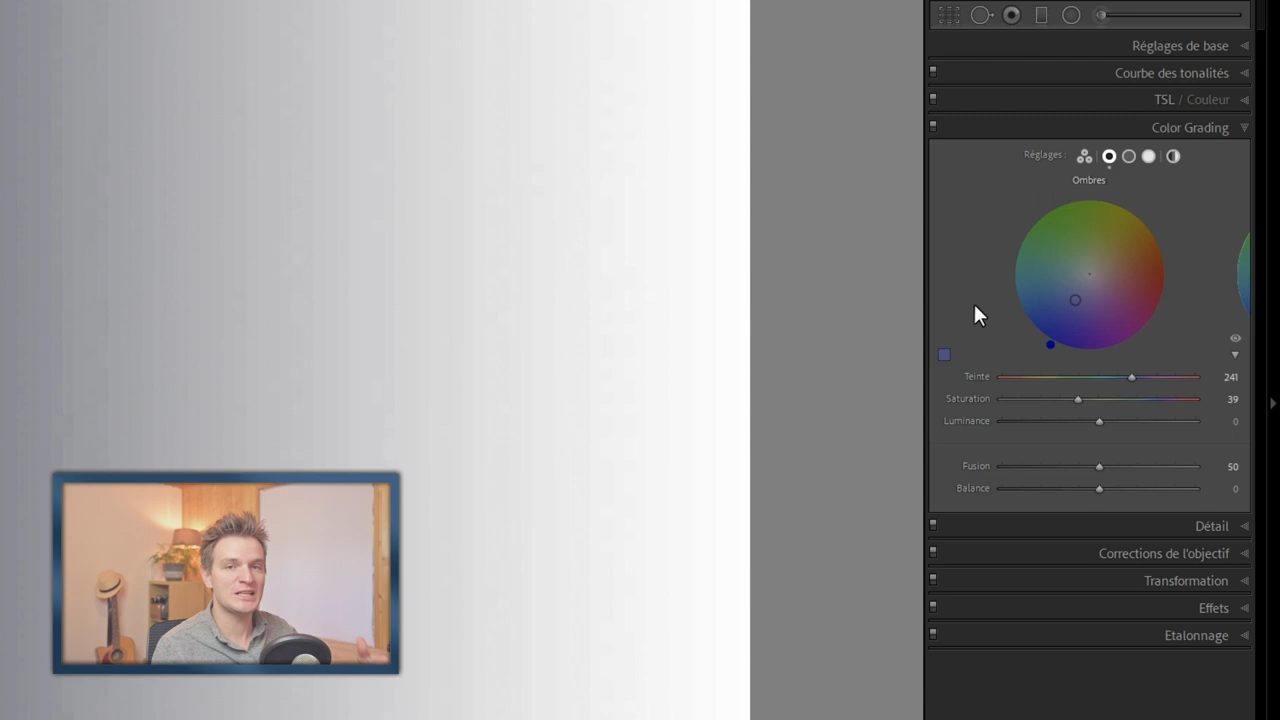 Réglages de base
Courbe des tonalités
TSL / Couleur
Color Grading
Réglages :
Ombres
Teinte 241
Saturation 39
Luminance 0
Fusion 50
Balance 0
Détail
Corrections de l'objectif
Transformation
Effets
Etalonnage